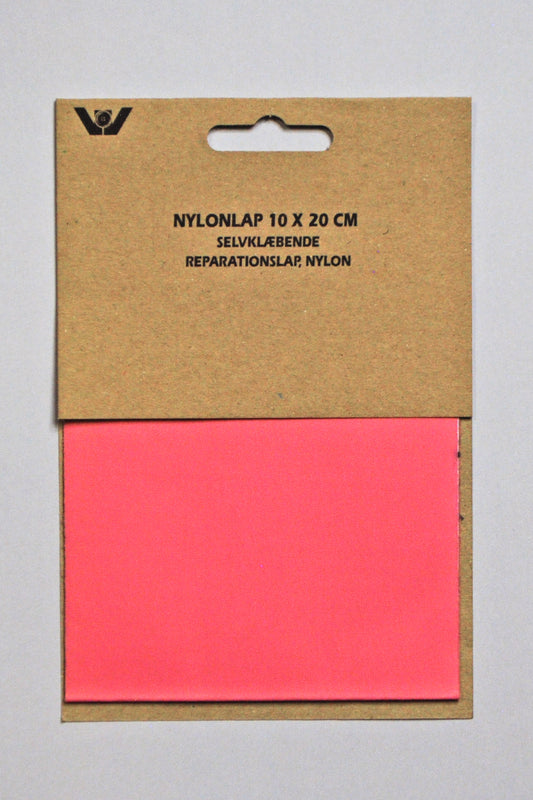 NYLONLAP 10 X 20 CM
SELVKLÆBENDE
REPARATIONSLAP, NYLON